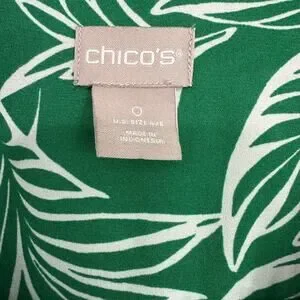 chico's®
0
U.S. SIZE 4/6
MADE IN
INDONESIA